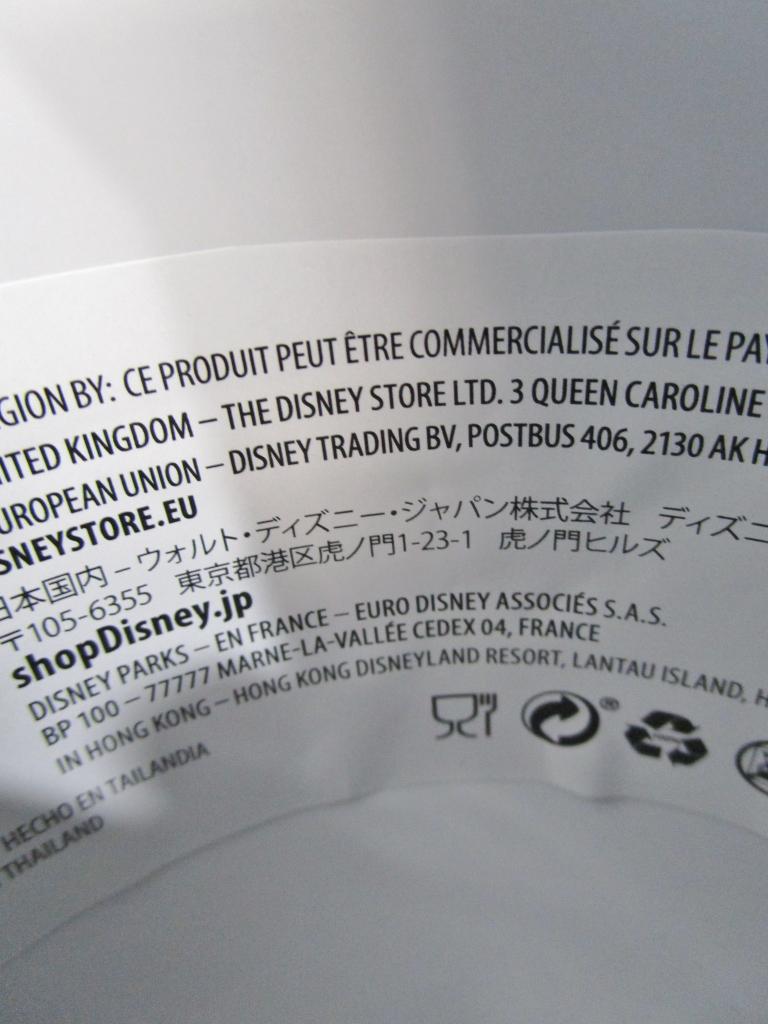 GION BY: CE PRODUIT PEUT ÊTRE COMMERCIALISÉ SUR LE PAY
NITED KINGDOM – THE DISNEY STORE LTD. 3 QUEEN CAROLINE
UROPEAN UNION – DISNEY TRADING BV, POSTBUS 406, 2130 AK H
SNEYSTORE.EU
日本国内 – ウォルト・ディズニー・ジャパン株式会社 ディズニ
〒105-6355 東京都港区虎ノ門1-23-1 虎ノ門ヒルズ
shopDisney.jp
DISNEY PARKS – EN FRANCE – EURO DISNEY ASSOCIÉS S.A.S.
BP 100 – 77777 MARNE-LA-VALLÉE CEDEX 04, FRANCE
IN HONG KONG – HONG KONG DISNEYLAND RESORT, LANTAU ISLAND, H
HECHO EN TAILANDIA
THAILAND